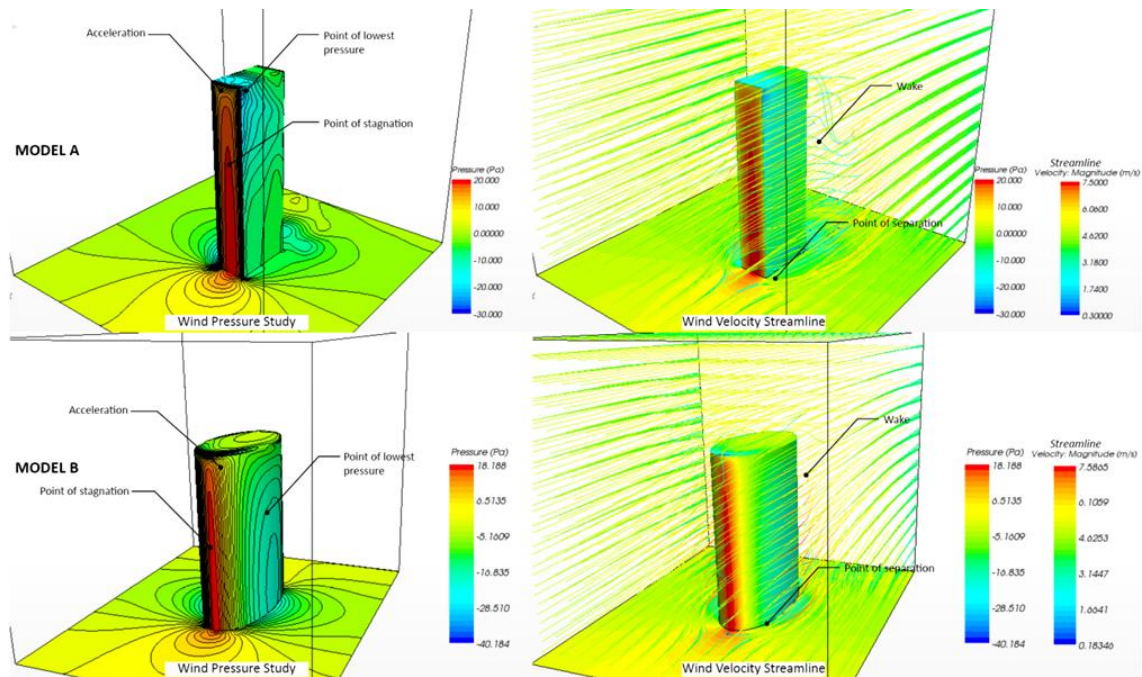 Acceleration
Point of lowest
pressure
Point of stagnation
MODEL A
Pressure (Pa)
20.000
10.000
0.00000
-10.000
-20.000
-30.000
Wind Pressure Study
Wake
Point of separation
Pressure (Pa)
20.000
10.000
0.00000
-10.000
-20.000
-30.000
Streamline
Velocity: Magnitude (m/s)
7.5000
6.0600
4.6200
3.1800
1.7400
0.30000
Wind Velocity Streamline
Acceleration
MODEL B
Point of stagnation
Point of lowest
pressure
Pressure (Pa)
18.188
6.5135
-5.1609
-16.835
-28.510
-40.184
Wind Pressure Study
Wake
Point of separation
Pressure (Pa)
18.188
6.5135
-5.1609
-16.835
-28.510
-40.184
Streamline
Velocity: Magnitude (m/s)
7.5865
6.1059
4.6253
3.1447
1.6641
0.18346
Wind Velocity Streamline